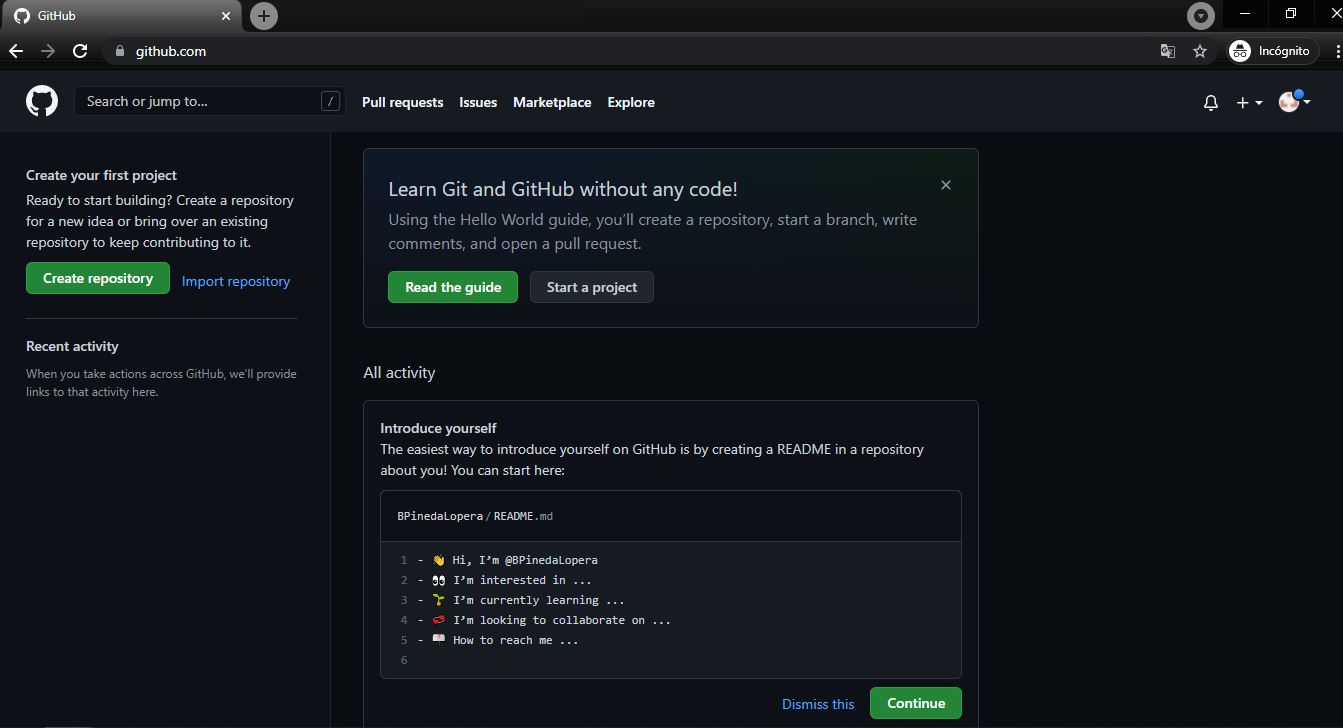 GitHub
github.com
Incógnito
Search or jump to...
/
Pull requests
Issues
Marketplace
Explore
Create your first project
Ready to start building? Create a repository
for a new idea or bring over an existing
repository to keep contributing to it.
Create repository
Import repository
Recent activity
When you take actions across GitHub, we’ll provide
links to that activity here.
Learn Git and GitHub without any code!
Using the Hello World guide, you’ll create a repository, start a branch, write
comments, and open a pull request.
Read the guide
Start a project
All activity
Introduce yourself
The easiest way to introduce yourself on GitHub is by creating a README in a repository
about you! You can start here:
BPinedaLopera/README.md
1 - 👋 Hi, I’m @BPinedaLopera
2 - 👀 I’m interested in ...
3 - 🌱 I’m currently learning ...
4 - 💞️ I’m looking to collaborate on ...
5 - 📫 How to reach me ...
6
Dismiss this
Continue